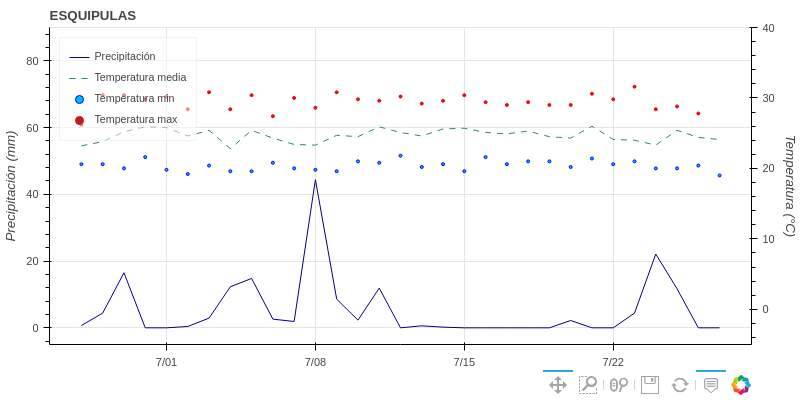 ESQUIPULAS
Precipitación
Temperatura media
Temperatura min
Temperatura max
Precipitación (mm)
80
60
40
20
0
40
30
20
10
0
Temperatura (°C)
7/01
7/08
7/15
7/22